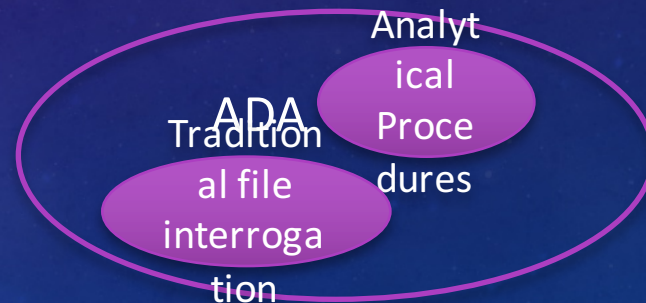 Analyt
ical
Proce
dures
ADA
Tradition
al file
interroga
tion